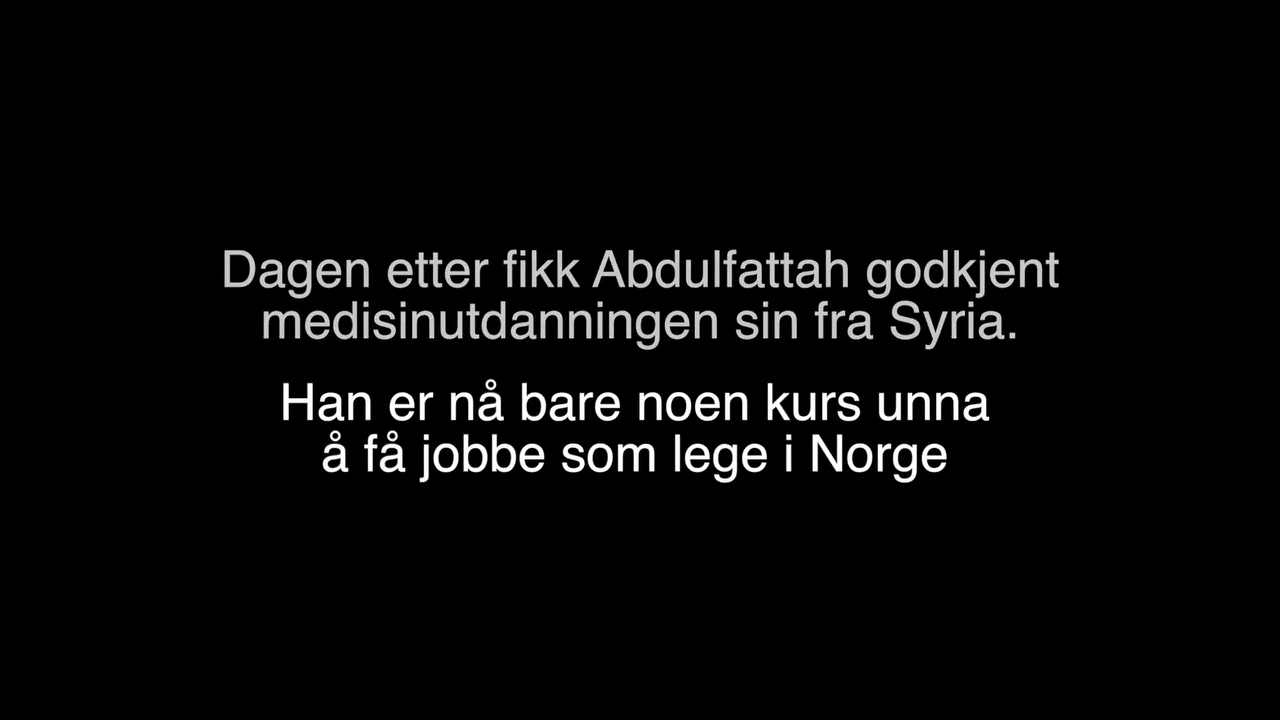 Dagen etter fikk Abdulfattah godkjent
medisinutdanningen sin fra Syria.
Han er nå bare noen kurs unna
å få jobbe som lege i Norge